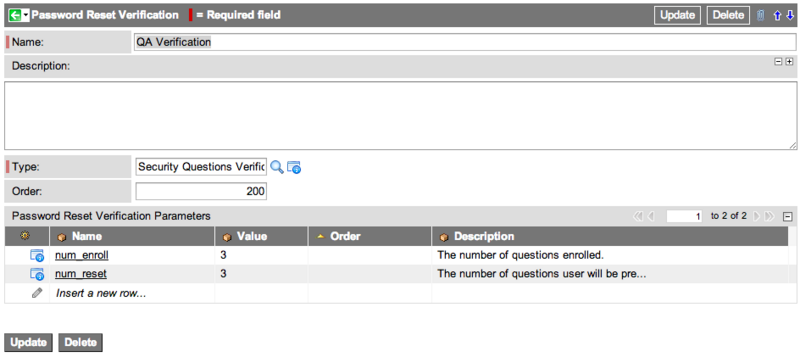 Password Reset Verification = Required field Update Delete
Name: QA Verification
Description:
Type: Security Questions Verific
Order: 200
Password Reset Verification Parameters 1 to 2 of 2
Name Value Order Description
num_enroll 3 The number of questions enrolled.
num_reset 3 The number of questions user will be pre...
Insert a new row...
Update Delete